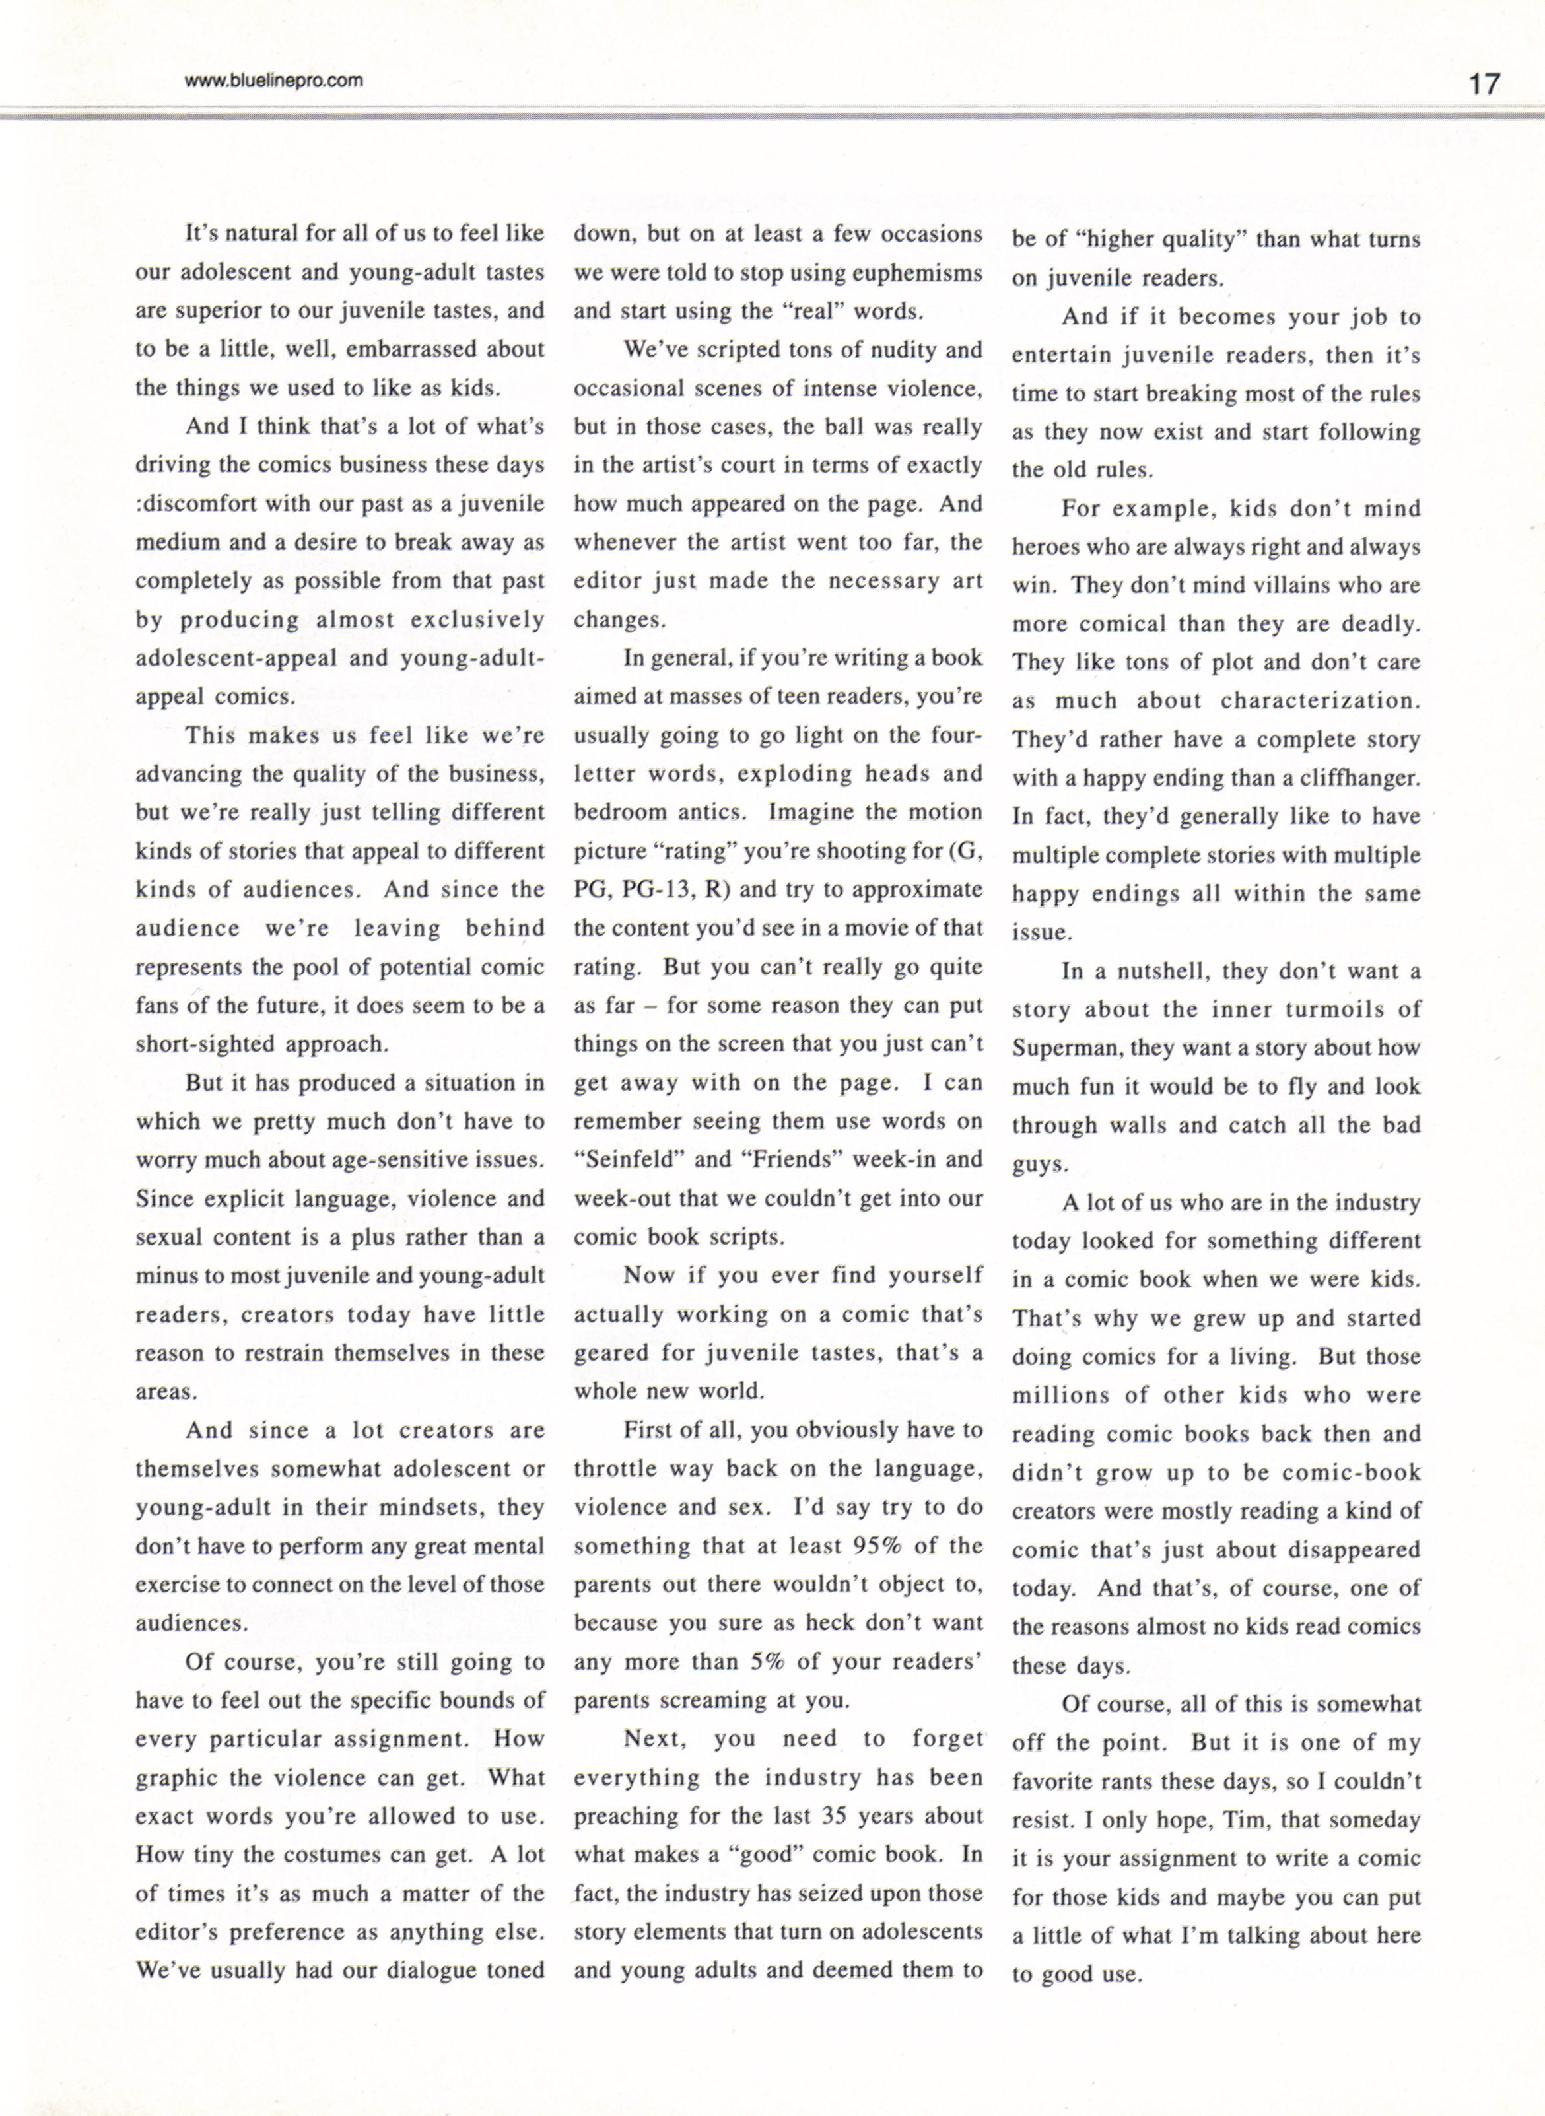 www.bluelinepro.com
17
It's natural for all of us to feel like
our adolescent and young-adult tastes
are superior to our juvenile tastes, and
to be a little, well, embarrassed about
the things we used to like as kids.
And I think that's a lot of what's
driving the comics business these days
:discomfort with our past as a juvenile
medium and a desire to break away as
completely as possible from that past
by producing almost exclusively
adolescent-appeal and young-adult-
appeal comics.
This makes us feel like we're
advancing the quality of the business,
but we're really just telling different
kinds of stories that appeal to different
kinds of audiences. And since the
audience we're leaving behind
represents the pool of potential comic
fans of the future, it does seem to be a
short-sighted approach.
But it has produced a situation in
which we pretty much don't have to
worry much about age-sensitive issues.
Since explicit language, violence and
sexual content is a plus rather than a
minus to most juvenile and young-adult
readers, creators today have little
reason to restrain themselves in these
areas.
And since a lot creators are
themselves somewhat adolescent or
young-adult in their mindsets, they
don't have to perform any great mental
exercise to connect on the level of those
audiences.
Of course, you're still going to
have to feel out the specific bounds of
every particular assignment. How
graphic the violence can get. What
exact words you're allowed to use.
How tiny the costumes can get. A lot
of times it's as much a matter of the
editor's preference as anything else.
We've usually had our dialogue toned
down, but on at least a few occasions
we were told to stop using euphemisms
and start using the "real" words.
We've scripted tons of nudity and
occasional scenes of intense violence,
but in those cases, the ball was really
in the artist's court in terms of exactly
how much appeared on the page. And
whenever the artist went too far, the
editor just made the necessary art
changes.
In general, if you're writing a book
aimed at masses of teen readers, you're
usually going to go light on the four-
letter words, exploding heads and
bedroom antics. Imagine the motion
picture "rating" you're shooting for (G,
PG, PG-13, R) and try to approximate
the content you'd see in a movie of that
rating. But you can't really go quite
as far – for some reason they can put
things on the screen that you just can't
get away with on the page. I can
remember seeing them use words on
"Seinfeld" and "Friends" week-in and
week-out that we couldn't get into our
comic book scripts.
Now if you ever find yourself
actually working on a comic that's
geared for juvenile tastes, that's a
whole new world.
First of all, you obviously have to
throttle way back on the language,
violence and sex. I'd say try to do
something that at least 95% of the
parents out there wouldn't object to,
because you sure as heck don't want
any more than 5% of your readers'
parents screaming at you.
Next, you need to forget
everything the industry has been
preaching for the last 35 years about
what makes a "good" comic book. In
fact, the industry has seized upon those
story elements that turn on adolescents
and young adults and deemed them to
be of "higher quality" than what turns
on juvenile readers.
And if it becomes your job to
entertain juvenile readers, then it's
time to start breaking most of the rules
as they now exist and start following
the old rules.
For example, kids don't mind
heroes who are always right and always
win. They don't mind villains who are
more comical than they are deadly.
They like tons of plot and don't care
as much about characterization.
They'd rather have a complete story
with a happy ending than a cliffhanger.
In fact, they'd generally like to have
multiple complete stories with multiple
happy endings all within the same
issue.
In a nutshell, they don't want a
story about the inner turmoils of
Superman, they want a story about how
much fun it would be to fly and look
through walls and catch all the bad
guys.
A lot of us who are in the industry
today looked for something different
in a comic book when we were kids.
That's why we grew up and started
doing comics for a living. But those
millions of other kids who were
reading comic books back then and
didn't grow up to be comic-book
creators were mostly reading a kind of
comic that's just about disappeared
today. And that's, of course, one of
the reasons almost no kids read comics
these days.
Of course, all of this is somewhat
off the point. But it is one of my
favorite rants these days, so I couldn't
resist. I only hope, Tim, that someday
it is your assignment to write a comic
for those kids and maybe you can put
a little of what I'm talking about here
to good use.